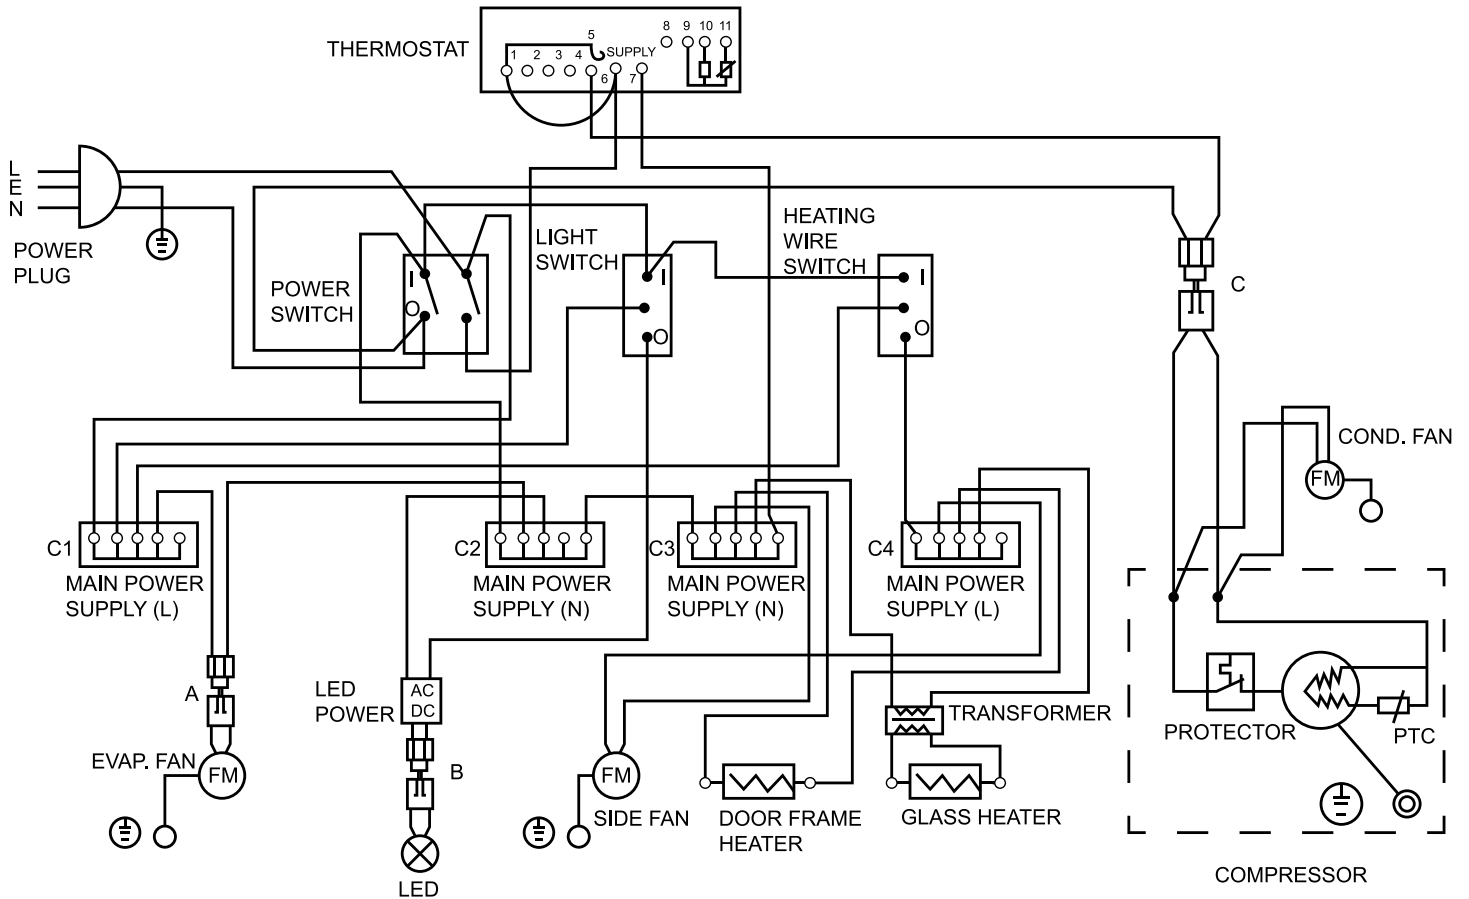 THERMOSTAT
8 9 10 11
5
SUPPLY
1 2 3 4
6 7
L
E
N
POWER
PLUG
POWER
SWITCH
I
O
LIGHT
SWITCH
I
O
HEATING
WIRE
SWITCH
I
O
C
COND. FAN
FM
C1
MAIN POWER
SUPPLY (L)
C2
MAIN POWER
SUPPLY (N)
C3
MAIN POWER
SUPPLY (N)
C4
MAIN POWER
SUPPLY (L)
A
EVAP. FAN
FM
LED
POWER
AC
DC
B
LED
FM
SIDE FAN
DOOR FRAME
HEATER
TRANSFORMER
GLASS HEATER
PROTECTOR
PTC
COMPRESSOR